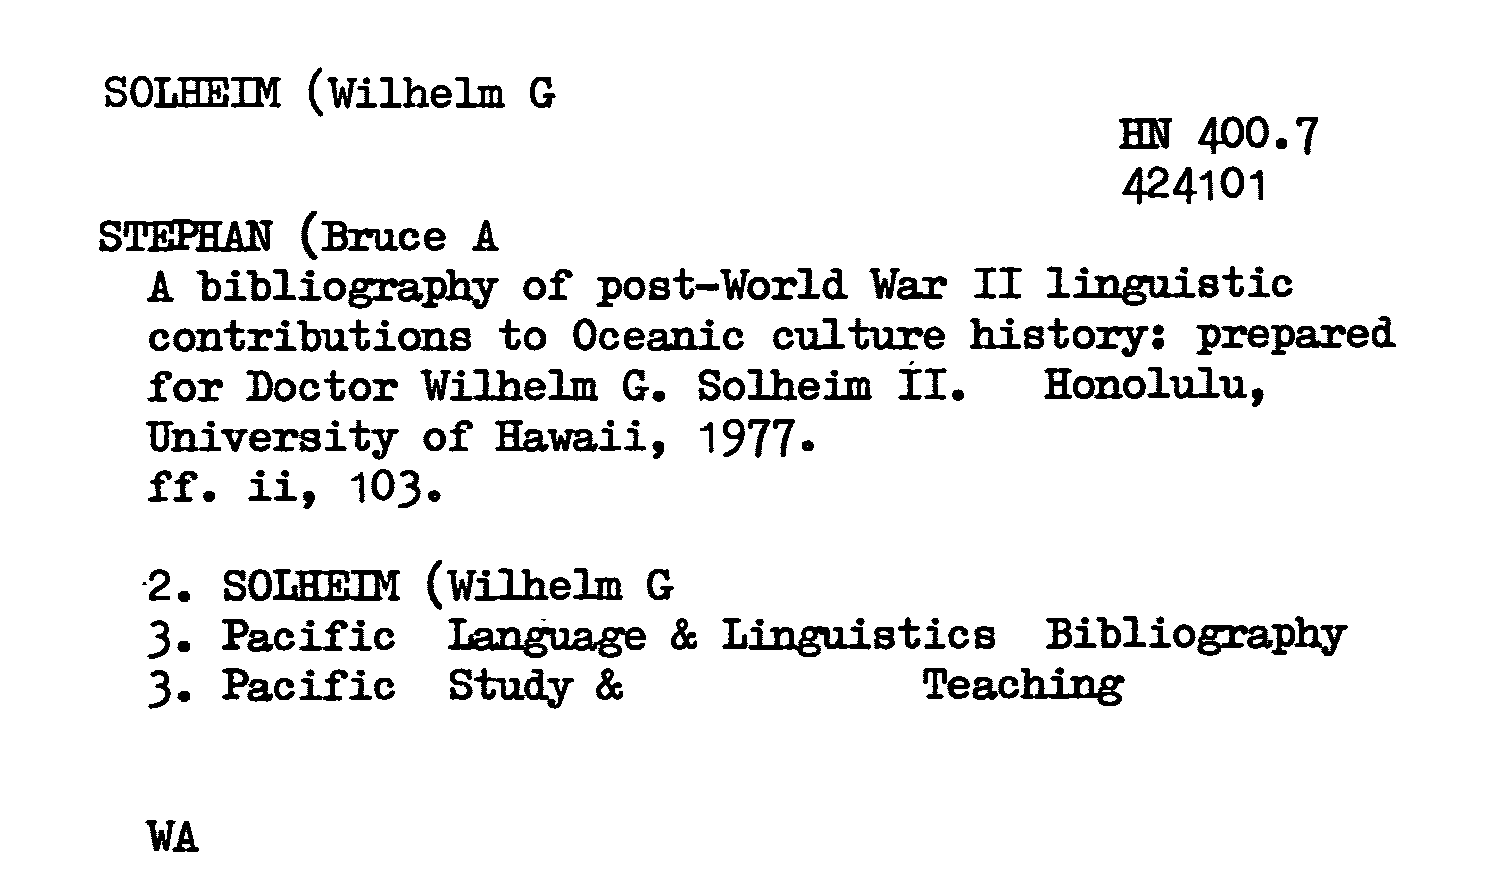 SOLHEIM (Wilhelm G
HN 400.7
424101
STEPHAN (Bruce A
A bibliography of post-World War II linguistic
contributions to Oceanic culture history: prepared
for Doctor Wilhelm G. Solheim II. Honolulu,
University of Hawaii, 1977.
ff. ii, 103.
2. SOLHEIM (Wilhelm G
3. Pacific Language & Linguistics Bibliography
3. Pacific Study & Teaching
WA